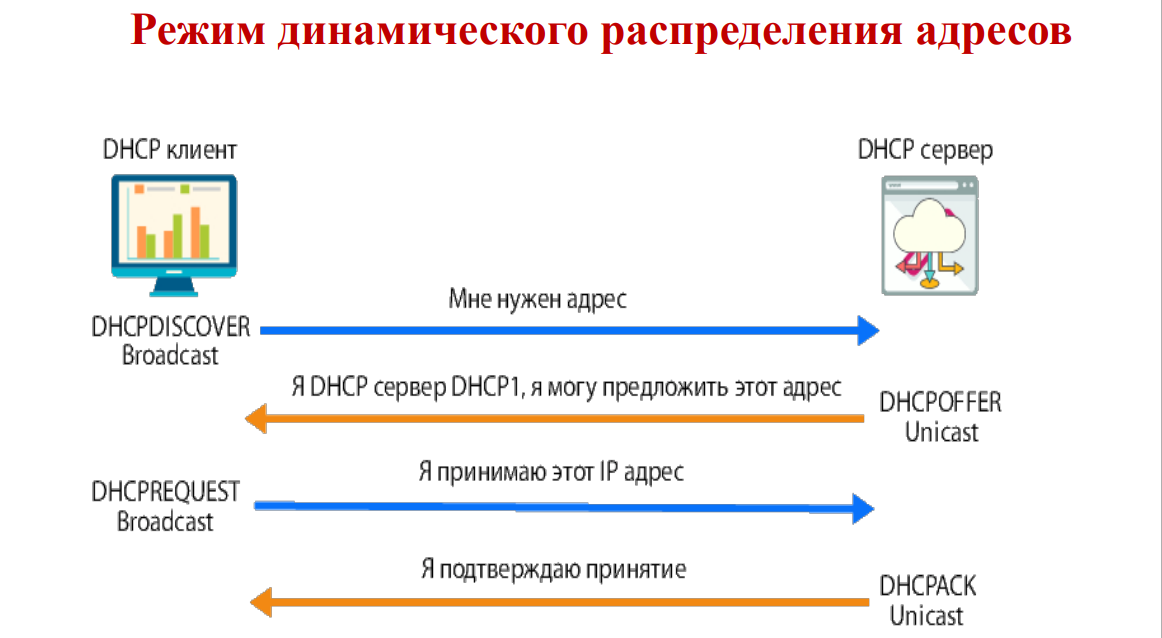 Режим динамического распределения адресов
DHCP клиент
DHCP сервер
Мне нужен адрес
DHCPDISCOVER
Broadcast
Я DHCP сервер DHCP1, я могу предложить этот адрес
DHCPOFFER
Unicast
Я принимаю этот IP адрес
DHCPREQUEST
Broadcast
Я подтверждаю принятие
DHCPACK
Unicast